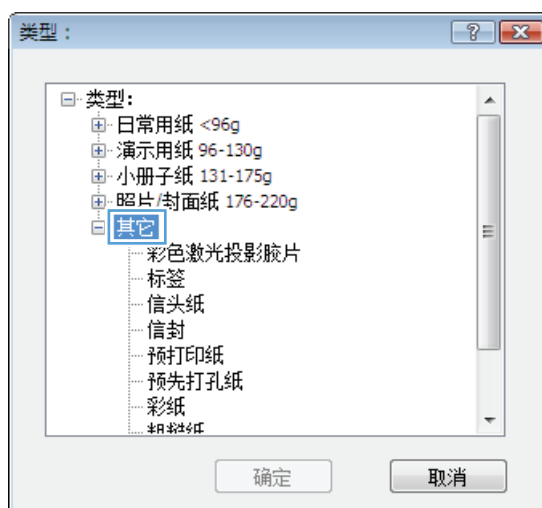 类型：
类型:
日常用纸 <96g
演示用纸 96-130g
小册子纸 131-175g
照片/封面纸 176-220g
其它
彩色激光投影胶片
标签
信头纸
信封
预打印纸
预先打孔纸
彩纸
粗糙纸
确定
取消